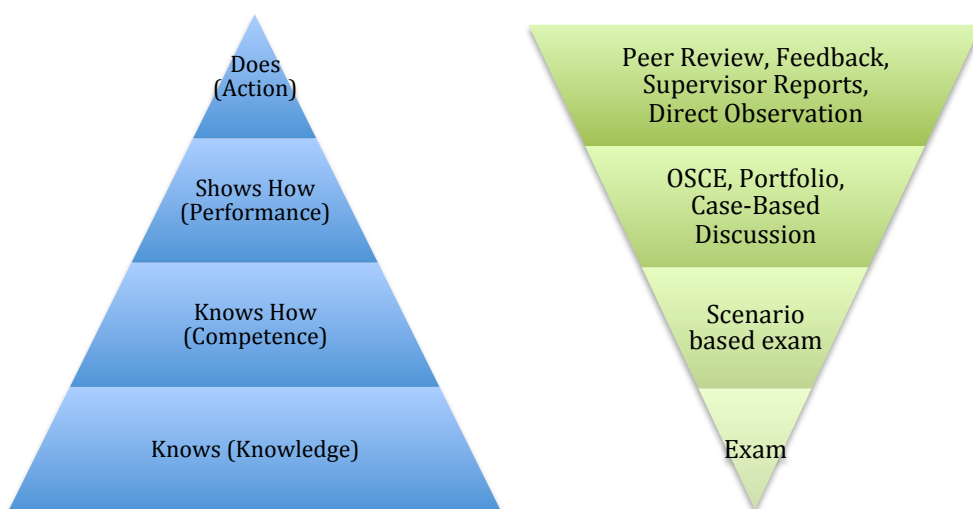 Does
(Action)
Shows How
(Performance)
Knows How
(Competence)
Knows (Knowledge)
Peer Review, Feedback,
Supervisor Reports,
Direct Observation
OSCE, Portfolio,
Case-Based
Discussion
Scenario
based exam
Exam